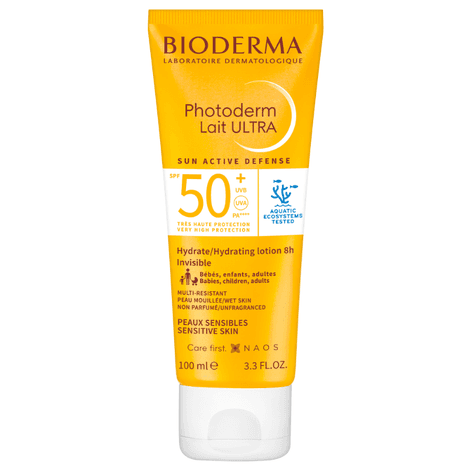 BIODERMA
LABORATOIRE DERMATOLOGIQUE
Photoderm
Lait ULTRA
SUN ACTIVE DEFENSE
SPF 50+
UVB
UVA
PA++++
TRÈS HAUTE PROTECTION
VERY HIGH PROTECTION
AQUATIC
ECOSYSTEMS
TESTED
Hydrate/Hydrating lotion 8h
Invisible
Bébés, enfants, adultes
Babies, children, adults
MULTI-RESISTANT
PEAU MOUILLÉE/WET SKIN
NON PARFUMÉ/UNFRAGRANCED
PEAUX SENSIBLES
SENSITIVE SKIN
Care first. NAOS
100 ml e 3.3 FL.OZ.